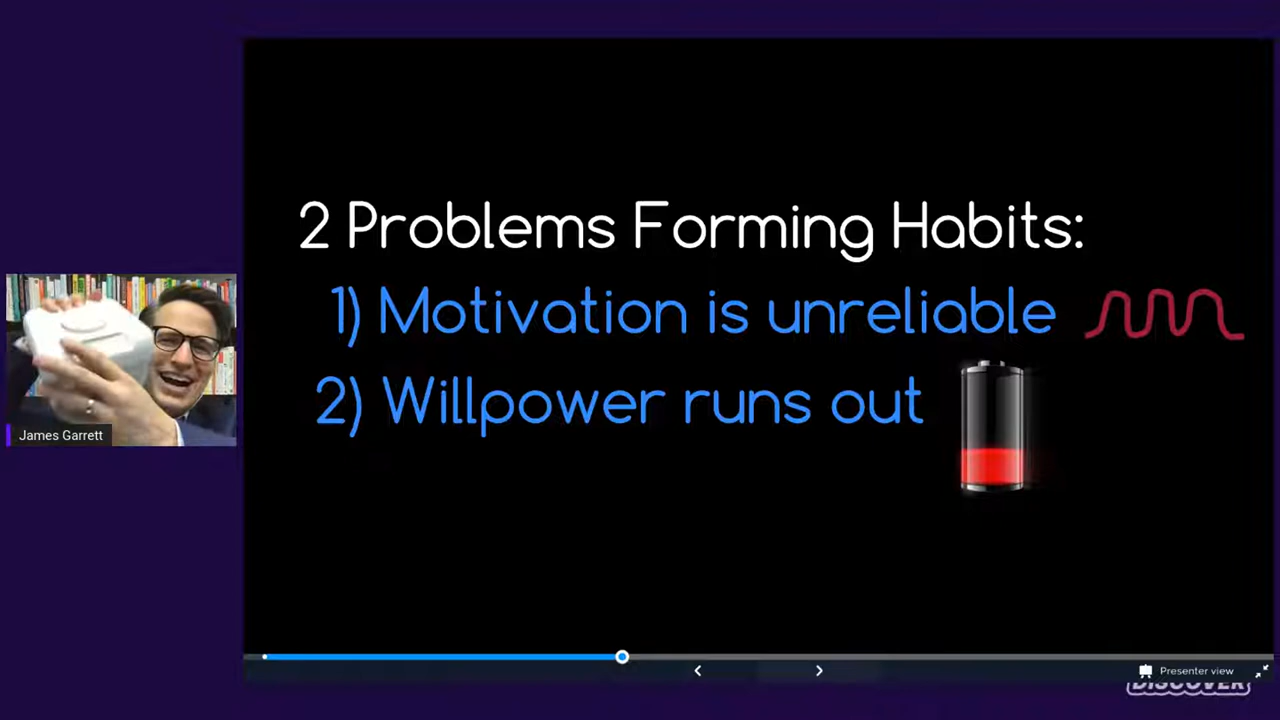 2 Problems Forming Habits:
1) Motivation is unreliable
2) Willpower runs out
James Garrett
Presenter view
DISCOVER